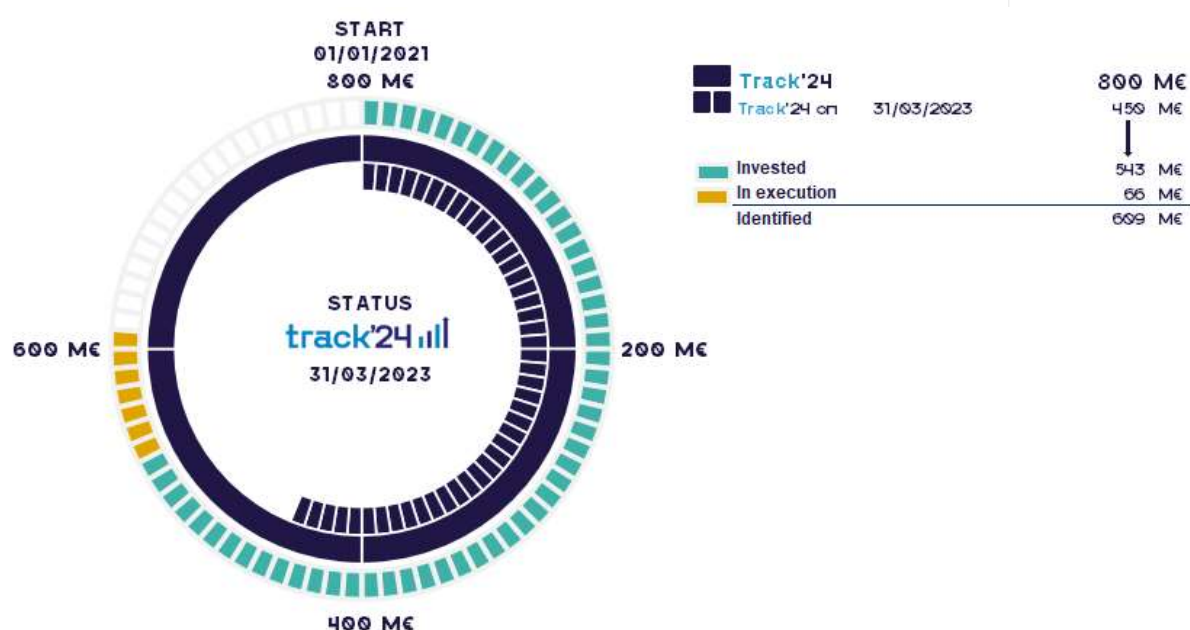 START
01/01/2021
800 M€
Track'24 800 M€
Track'24 on 31/03/2023 450 M€
Invested 543 M€
In execution 66 M€
Identified 609 M€
STATUS
track'24
31/03/2023
600 M€
200 M€
400 M€